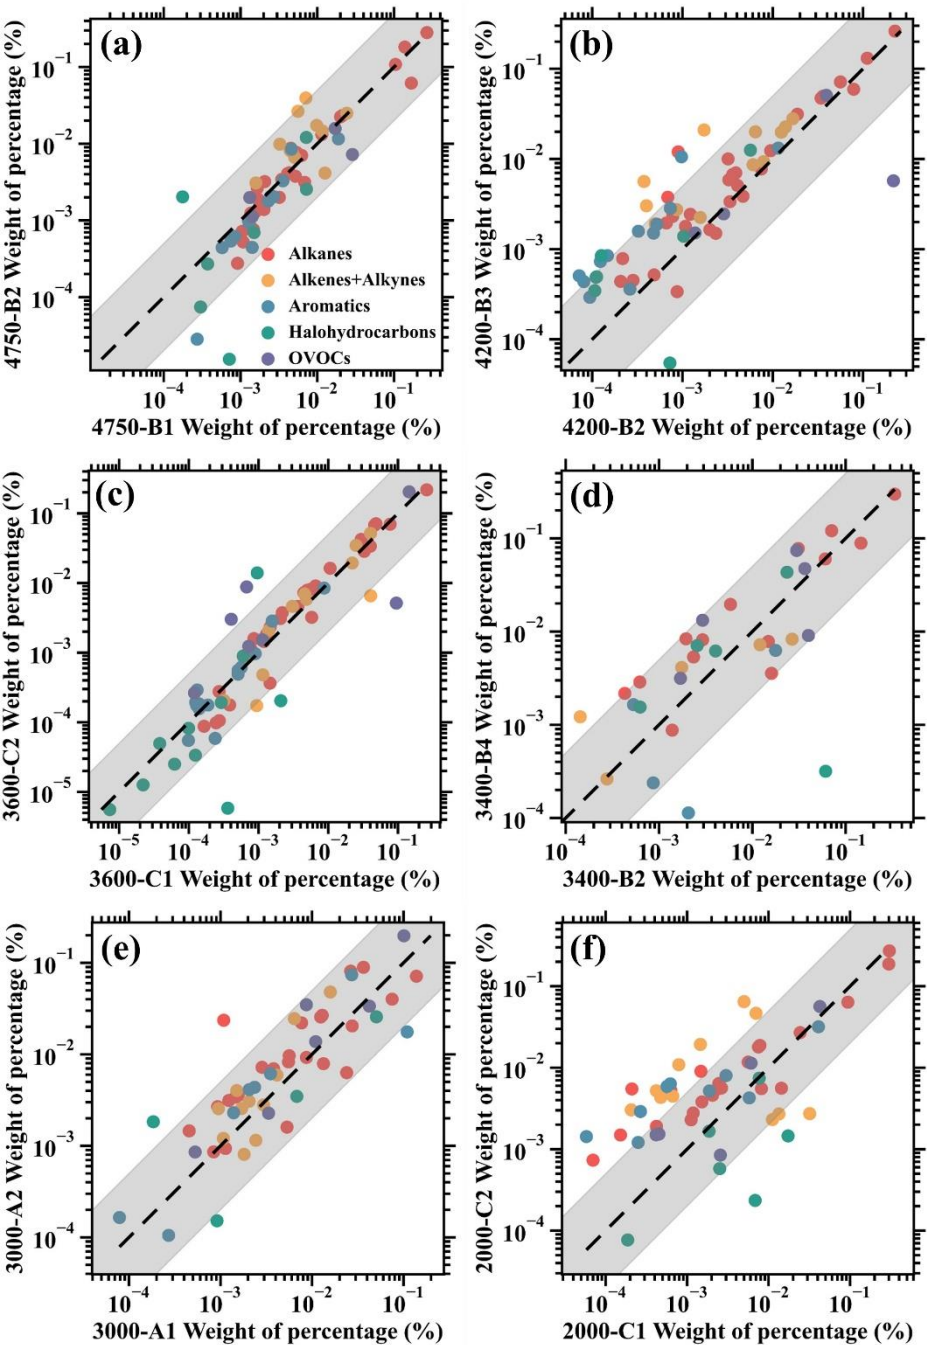 (a)
4750-B2 Weight of percentage (%)
10⁻¹
10⁻²
10⁻³
10⁻⁴
Alkanes
Alkenes+Alkynes
Aromatics
Halohydrocarbons
OVOCs
10⁻⁴ 10⁻³ 10⁻² 10⁻¹
4750-B1 Weight of percentage (%)
(b)
4200-B3 Weight of percentage (%)
10⁻¹
10⁻²
10⁻³
10⁻⁴
10⁻⁴ 10⁻³ 10⁻² 10⁻¹
4200-B2 Weight of percentage (%)
(c)
3600-C2 Weight of percentage (%)
10⁻¹
10⁻²
10⁻³
10⁻⁴
10⁻⁵
10⁻⁵ 10⁻⁴ 10⁻³ 10⁻² 10⁻¹
3600-C1 Weight of percentage (%)
(d)
3400-B4 Weight of percentage (%)
10⁻¹
10⁻²
10⁻³
10⁻⁴
10⁻⁴ 10⁻³ 10⁻² 10⁻¹
3400-B2 Weight of percentage (%)
(e)
3000-A2 Weight of percentage (%)
10⁻¹
10⁻²
10⁻³
10⁻⁴
10⁻⁴ 10⁻³ 10⁻² 10⁻¹
3000-A1 Weight of percentage (%)
(f)
2000-C2 Weight of percentage (%)
10⁻¹
10⁻²
10⁻³
10⁻⁴
10⁻⁴ 10⁻³ 10⁻² 10⁻¹
2000-C1 Weight of percentage (%)